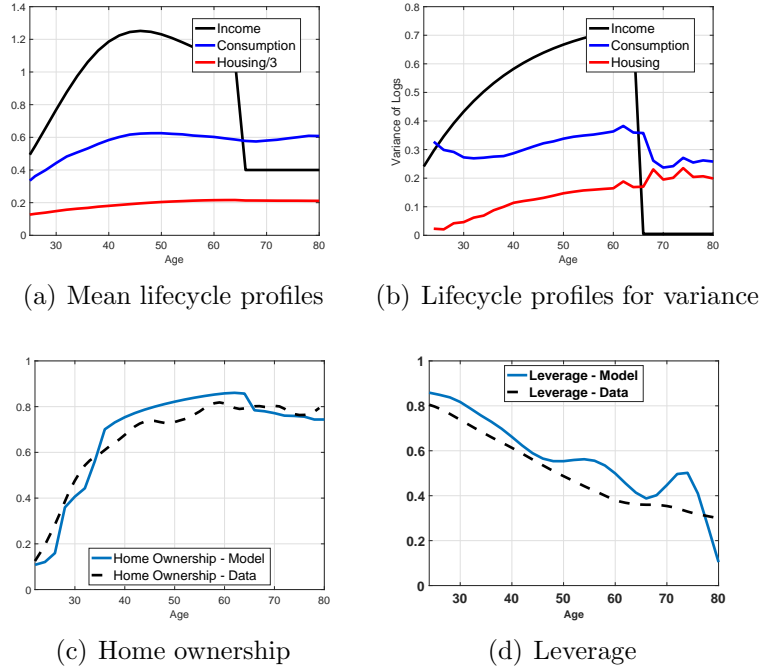 1.4
1.2
1
0.8
0.6
0.4
0.2
0
30
40
50
60
70
80
Age
Income
Consumption
Housing/3
(a) Mean lifecycle profiles
0.8
0.7
0.6
0.5
0.4
0.3
0.2
0.1
0
Variance of Logs
30
40
50
60
70
80
Age
Income
Consumption
Housing
(b) Lifecycle profiles for variance
1
0.8
0.6
0.4
0.2
0
30
40
50
60
70
80
Age
Home Ownership - Model
Home Ownership - Data
(c) Home ownership
1
0.8
0.6
0.4
0.2
0
30
40
50
60
70
80
Age
Leverage - Model
Leverage - Data
(d) Leverage